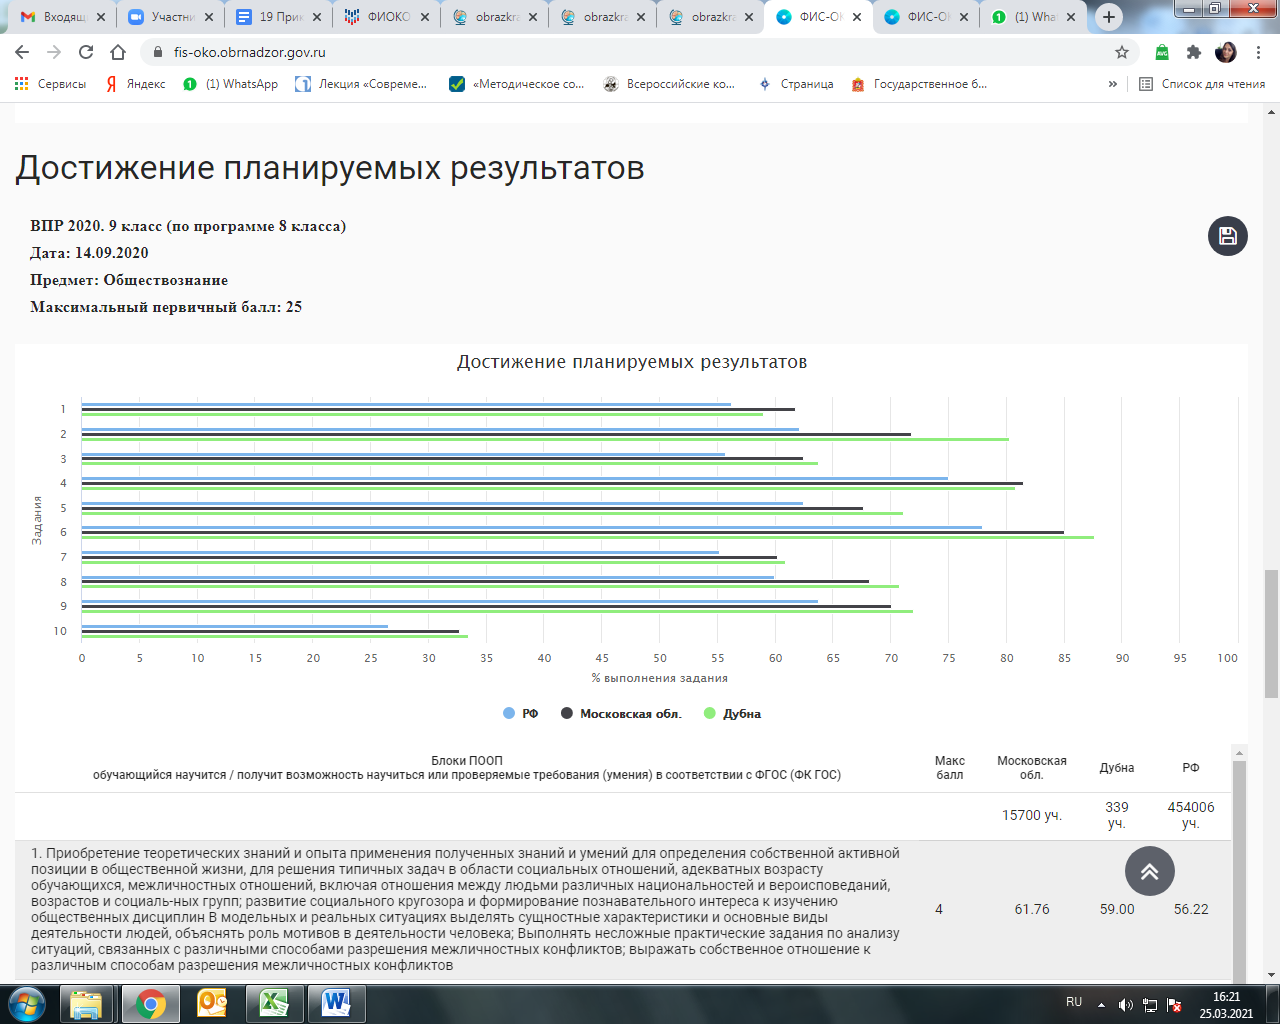 Входящ
Участни
19 Прик
ФИОКО
obrazkra
obrazkra
obrazkra
ФИС-ОК
ФИС-ОК
(1) What
fis-oko.obrnadzor.gov.ru
Сервисы
Яндекс
(1) WhatsApp
Лекция «Совреме...
«Методическое со...
Всероссийские ко...
Страница
Государственное б...
»
Список для чтения
Достижение планируемых результатов
ВПР 2020. 9 класс (по программе 8 класса)
Дата: 14.09.2020
Предмет: Обществознание
Максимальный первичный балл: 25
Достижение планируемых результатов
Задания
1
2
3
4
5
6
7
8
9
10
0 5 10 15 20 25 30 35 40 45 50 55 60 65 70 75 80 85 90 95 100
% выполнения задания
РФ Московская обл. Дубна
Блоки ПООП
обучающийся научится / получит возможность научиться или проверяемые требования (умения) в соответствии с ФГОС (ФК ГОС)
Макс балл
Московская обл.
Дубна
РФ
15700 уч.
339 уч.
454006 уч.
1. Приобретение теоретических знаний и опыта применения полученных знаний и умений для определения собственной активной
позиции в общественной жизни, для решения типичных задач в области социальных отношений, адекватных возрасту
обучающихся, межличностных отношений, включая отношения между людьми различных национальностей и вероисповеданий,
возрастов и социаль-ных групп; развитие социального кругозора и формирование познавательного интереса к изучению
общественных дисциплин В модельных и реальных ситуациях выделять сущностные характеристики и основные виды
деятельности людей, объяснять роль мотивов в деятельности человека; Выполнять несложные практические задания по анализу
ситуаций, связанных с различными способами разрешения межличностных конфликтов; выражать собственное отношение к
различным способам разрешения межличностных конфликтов
4 61.76 59.00 56.22
RU
16:21
25.03.2021